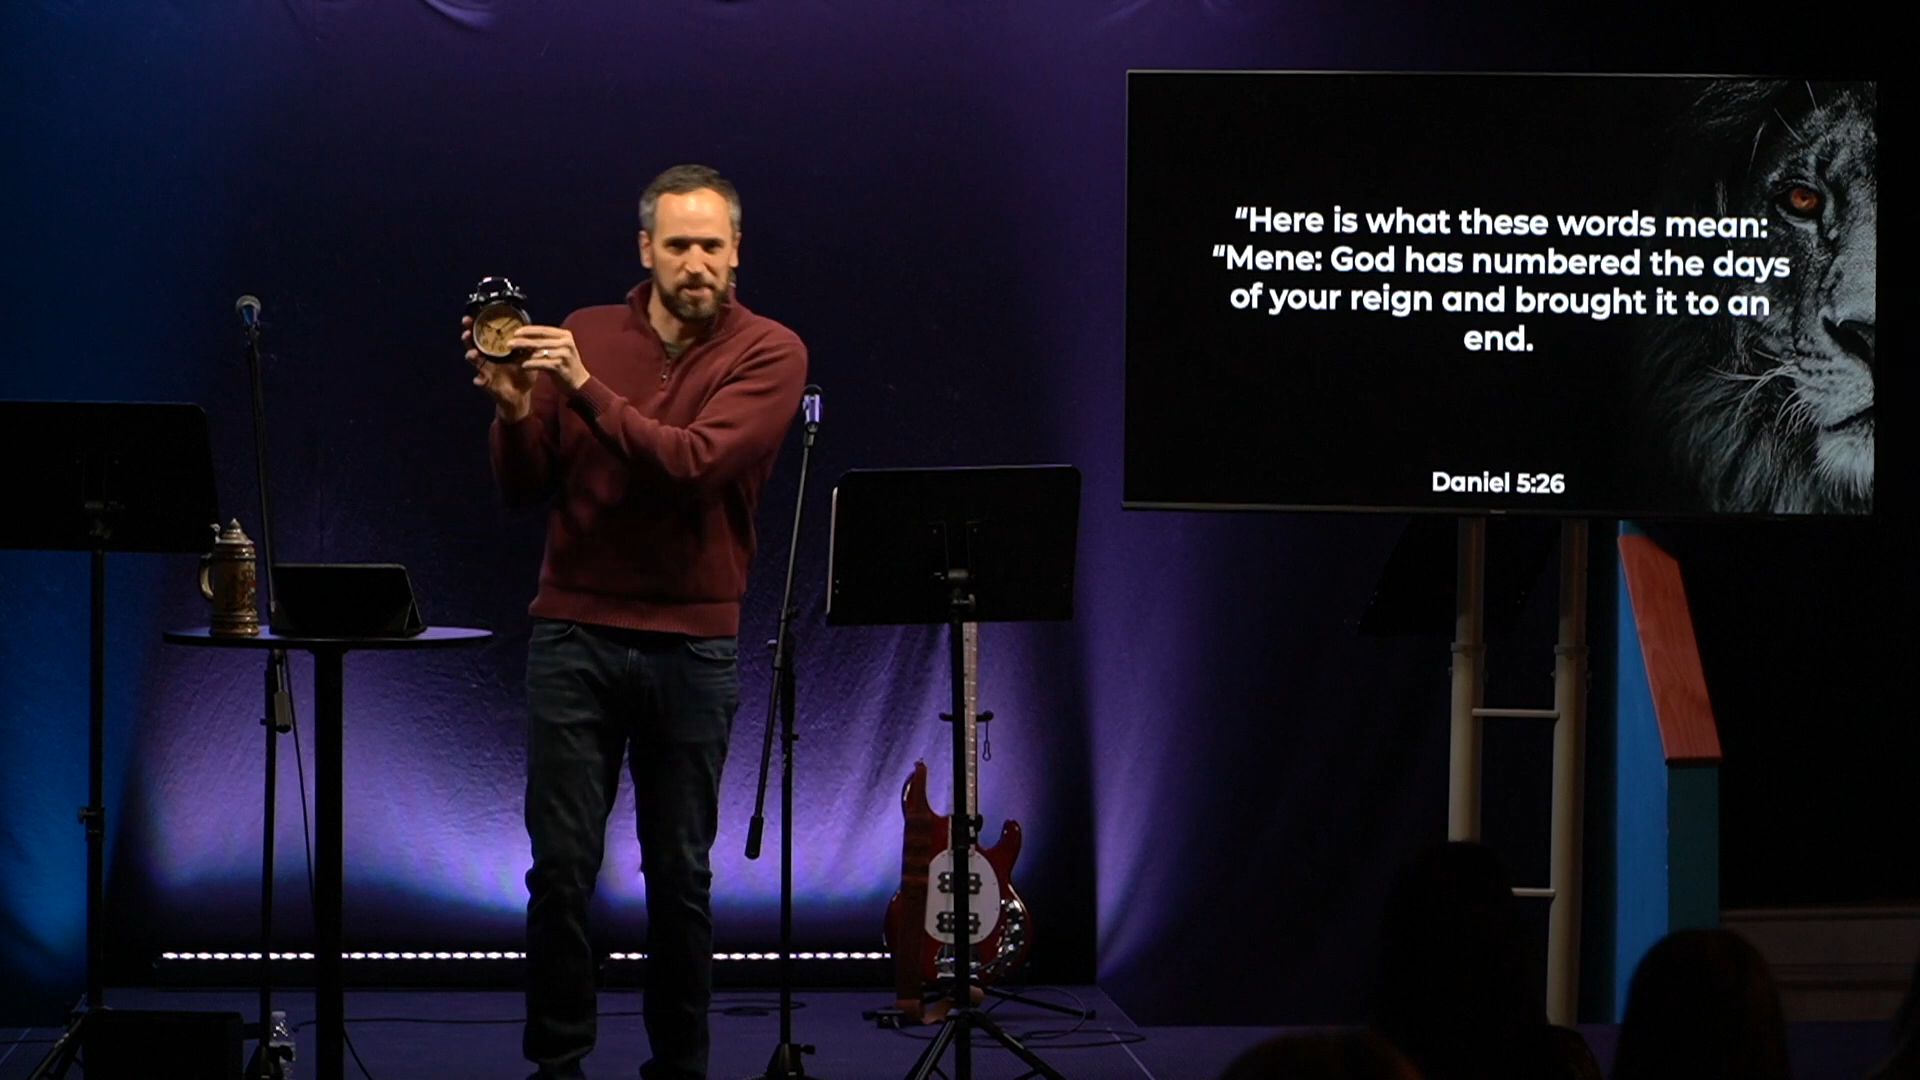 “Here is what these words mean:
“Mene: God has numbered the days
of your reign and brought it to an
end.
Daniel 5:26